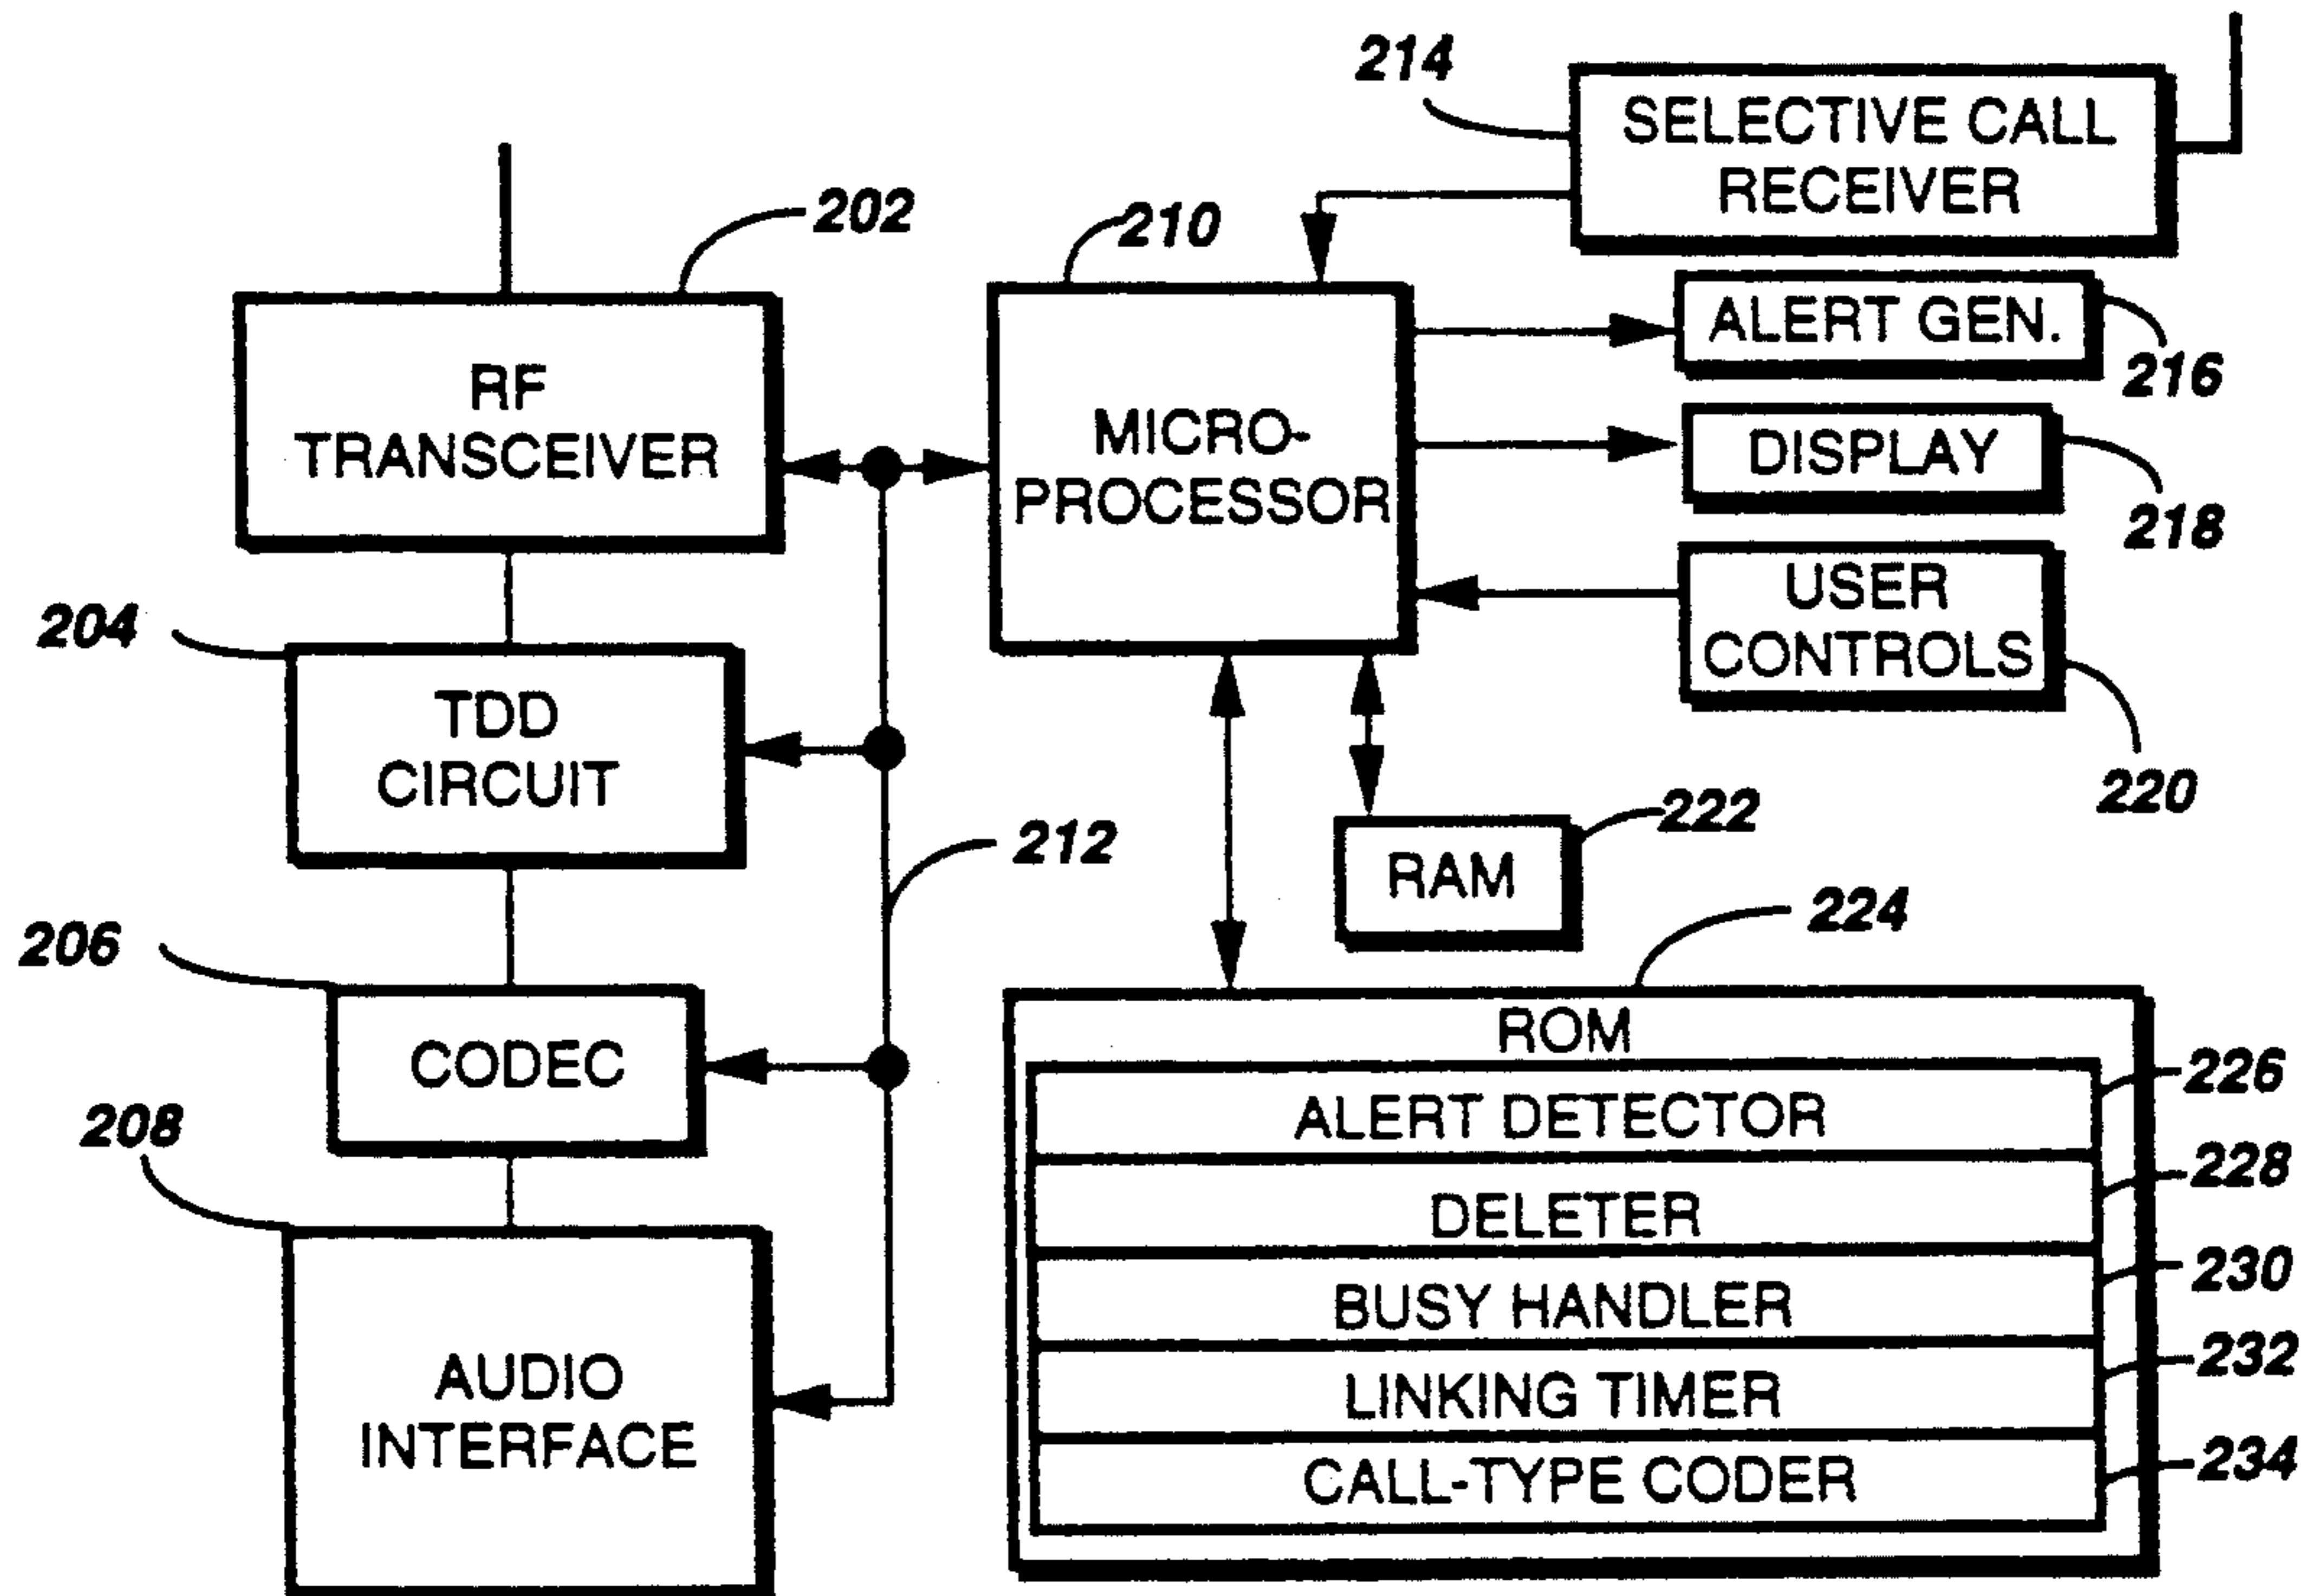 214
SELECTIVE CALL
RECEIVER
202
210
RF
TRANSCEIVER
MICRO-
PROCESSOR
ALERT GEN.
216
DISPLAY
218
USER
CONTROLS
220
204
TDD
CIRCUIT
212
222
RAM
224
206
CODEC
208
AUDIO
INTERFACE
ROM
ALERT DETECTOR
226
DELETER
228
BUSY HANDLER
230
LINKING TIMER
232
CALL-TYPE CODER
234